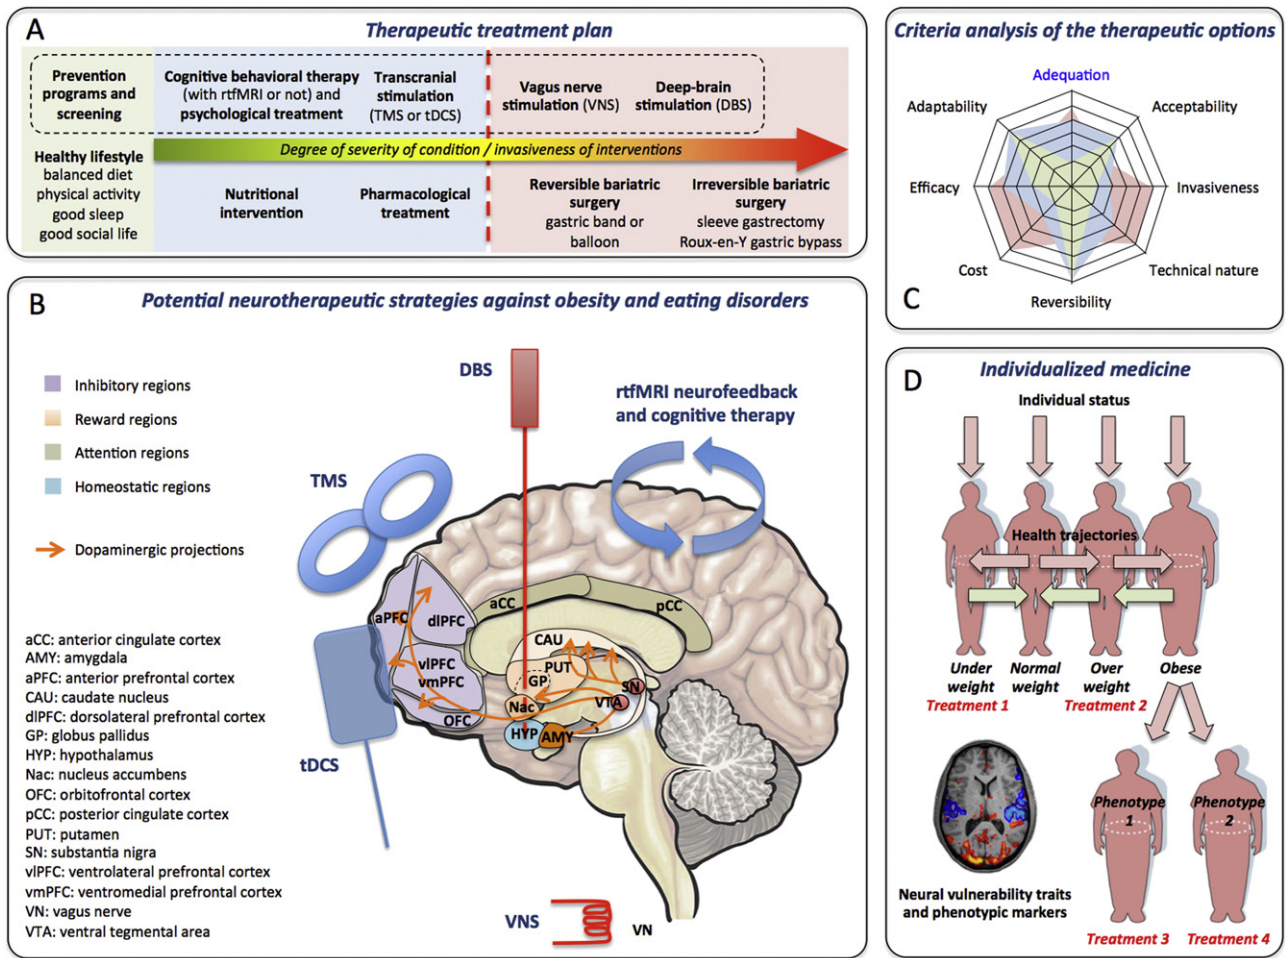 A
Therapeutic treatment plan
Prevention
programs and
screening
Cognitive behavioral therapy
(with rtfMRI or not) and
psychological treatment
Transcranial
stimulation
(TMS or tDCS)
Vagus nerve
stimulation (VNS)
Deep-brain
stimulation (DBS)
Degree of severity of condition / invasiveness of interventions
Healthy lifestyle
balanced diet
physical activity
good sleep
good social life
Nutritional
intervention
Pharmacological
treatment
Reversible bariatric
surgery
gastric band or
balloon
Irreversible bariatric
surgery
sleeve gastrectomy
Roux-en-Y gastric bypass
B
Potential neurotherapeutic strategies against obesity and eating disorders
Inhibitory regions
Reward regions
Attention regions
Homeostatic regions
Dopaminergic projections
DBS
rtfMRI neurofeedback
and cognitive therapy
TMS
tDCS
aPFC
dlPFC
vlPFC
vmPFC
OFC
aCC
pCC
CAU
PUT
GP
Nac
HYP
AMY
SN
VTA
VNS
VN
aCC: anterior cingulate cortex
AMY: amygdala
aPFC: anterior prefrontal cortex
CAU: caudate nucleus
dlPFC: dorsolateral prefrontal cortex
GP: globus pallidus
HYP: hypothalamus
Nac: nucleus accumbens
OFC: orbitofrontal cortex
pCC: posterior cingulate cortex
PUT: putamen
SN: substantia nigra
vlPFC: ventrolateral prefrontal cortex
vmPFC: ventromedial prefrontal cortex
VN: vagus nerve
VTA: ventral tegmental area
Criteria analysis of the therapeutic options
Adequation
Adaptability
Acceptability
Efficacy
Invasiveness
Cost
Technical nature
Reversibility
C
D
Individualized medicine
Individual status
Health trajectories
Under
weight
Normal
weight
Over
weight
Obese
Treatment 1
Treatment 2
Phenotype
1
Phenotype
2
Neural vulnerability traits
and phenotypic markers
Treatment 3
Treatment 4